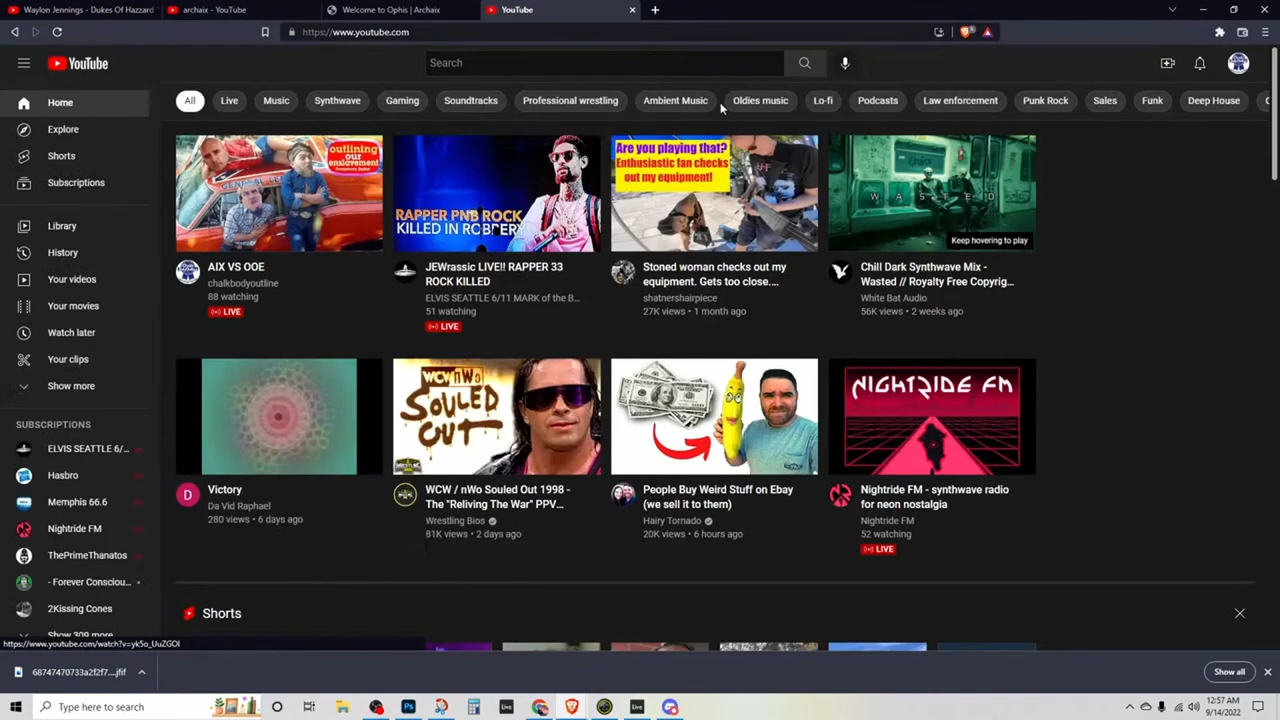 Waylon Jennings - Dukes Of Hazzard
archaix - YouTube
Welcome to Ophis | Archaix
YouTube
https://www.youtube.com
YouTube
Search
All
Live
Music
Synthwave
Gaming
Soundtracks
Professional wrestling
Ambient Music
Oldies music
Lo-fi
Podcasts
Law enforcement
Punk Rock
Sales
Funk
Deep House
Home
Explore
Shorts
Subscriptions
Library
History
Your videos
Your movies
Watch later
Your clips
Show more
SUBSCRIPTIONS
ELVIS SEATTLE 6/...
Hasbro
Memphis 66.6
Nightride FM
ThePrimeThanatos
- Forever Consciou...
2Kissing Cones
Show 309 more
outlining
our
enslavement
GENERAL LEE
AIX VS OOE
chalkbodyoutline
88 watching
LIVE
RAPPER PNB ROCK
KILLED IN ROBBERY
JEWrassic LIVE!! RAPPER 33
ROCK KILLED
ELVIS SEATTLE 6/11 MARK of the B...
51 watching
LIVE
Are you playing that?
Enthusiastic fan checks
out my equipment!
Stoned woman checks out my
equipment. Gets too close....
shatnershairpiece
27K views • 1 month ago
WASTED
Keep hovering to play
Chill Dark Synthwave Mix -
Wasted // Royalty Free Copyrig...
White Bat Audio
56K views • 2 weeks ago
D
Victory
Da Vid Raphael
280 views • 6 days ago
WCW nWo
SOULED
OUT
WCW / nWo Souled Out 1998 -
The "Reliving The War" PPV...
Wrestling Bios
81K views • 2 days ago
People Buy Weird Stuff on Ebay
(we sell it to them)
Hairy Tornado
20K views • 6 hours ago
NIGHTRIDE FM
Nightride FM - synthwave radio
for neon nostalgia
Nightride FM
52 watching
LIVE
Shorts
https://www.youtube.com/watch?v=yk5o_UuZGOI
68747470733a2f2f7....jfif
Show all
Type here to search
Ps
Live
Live
12:57 AM
9/14/2022